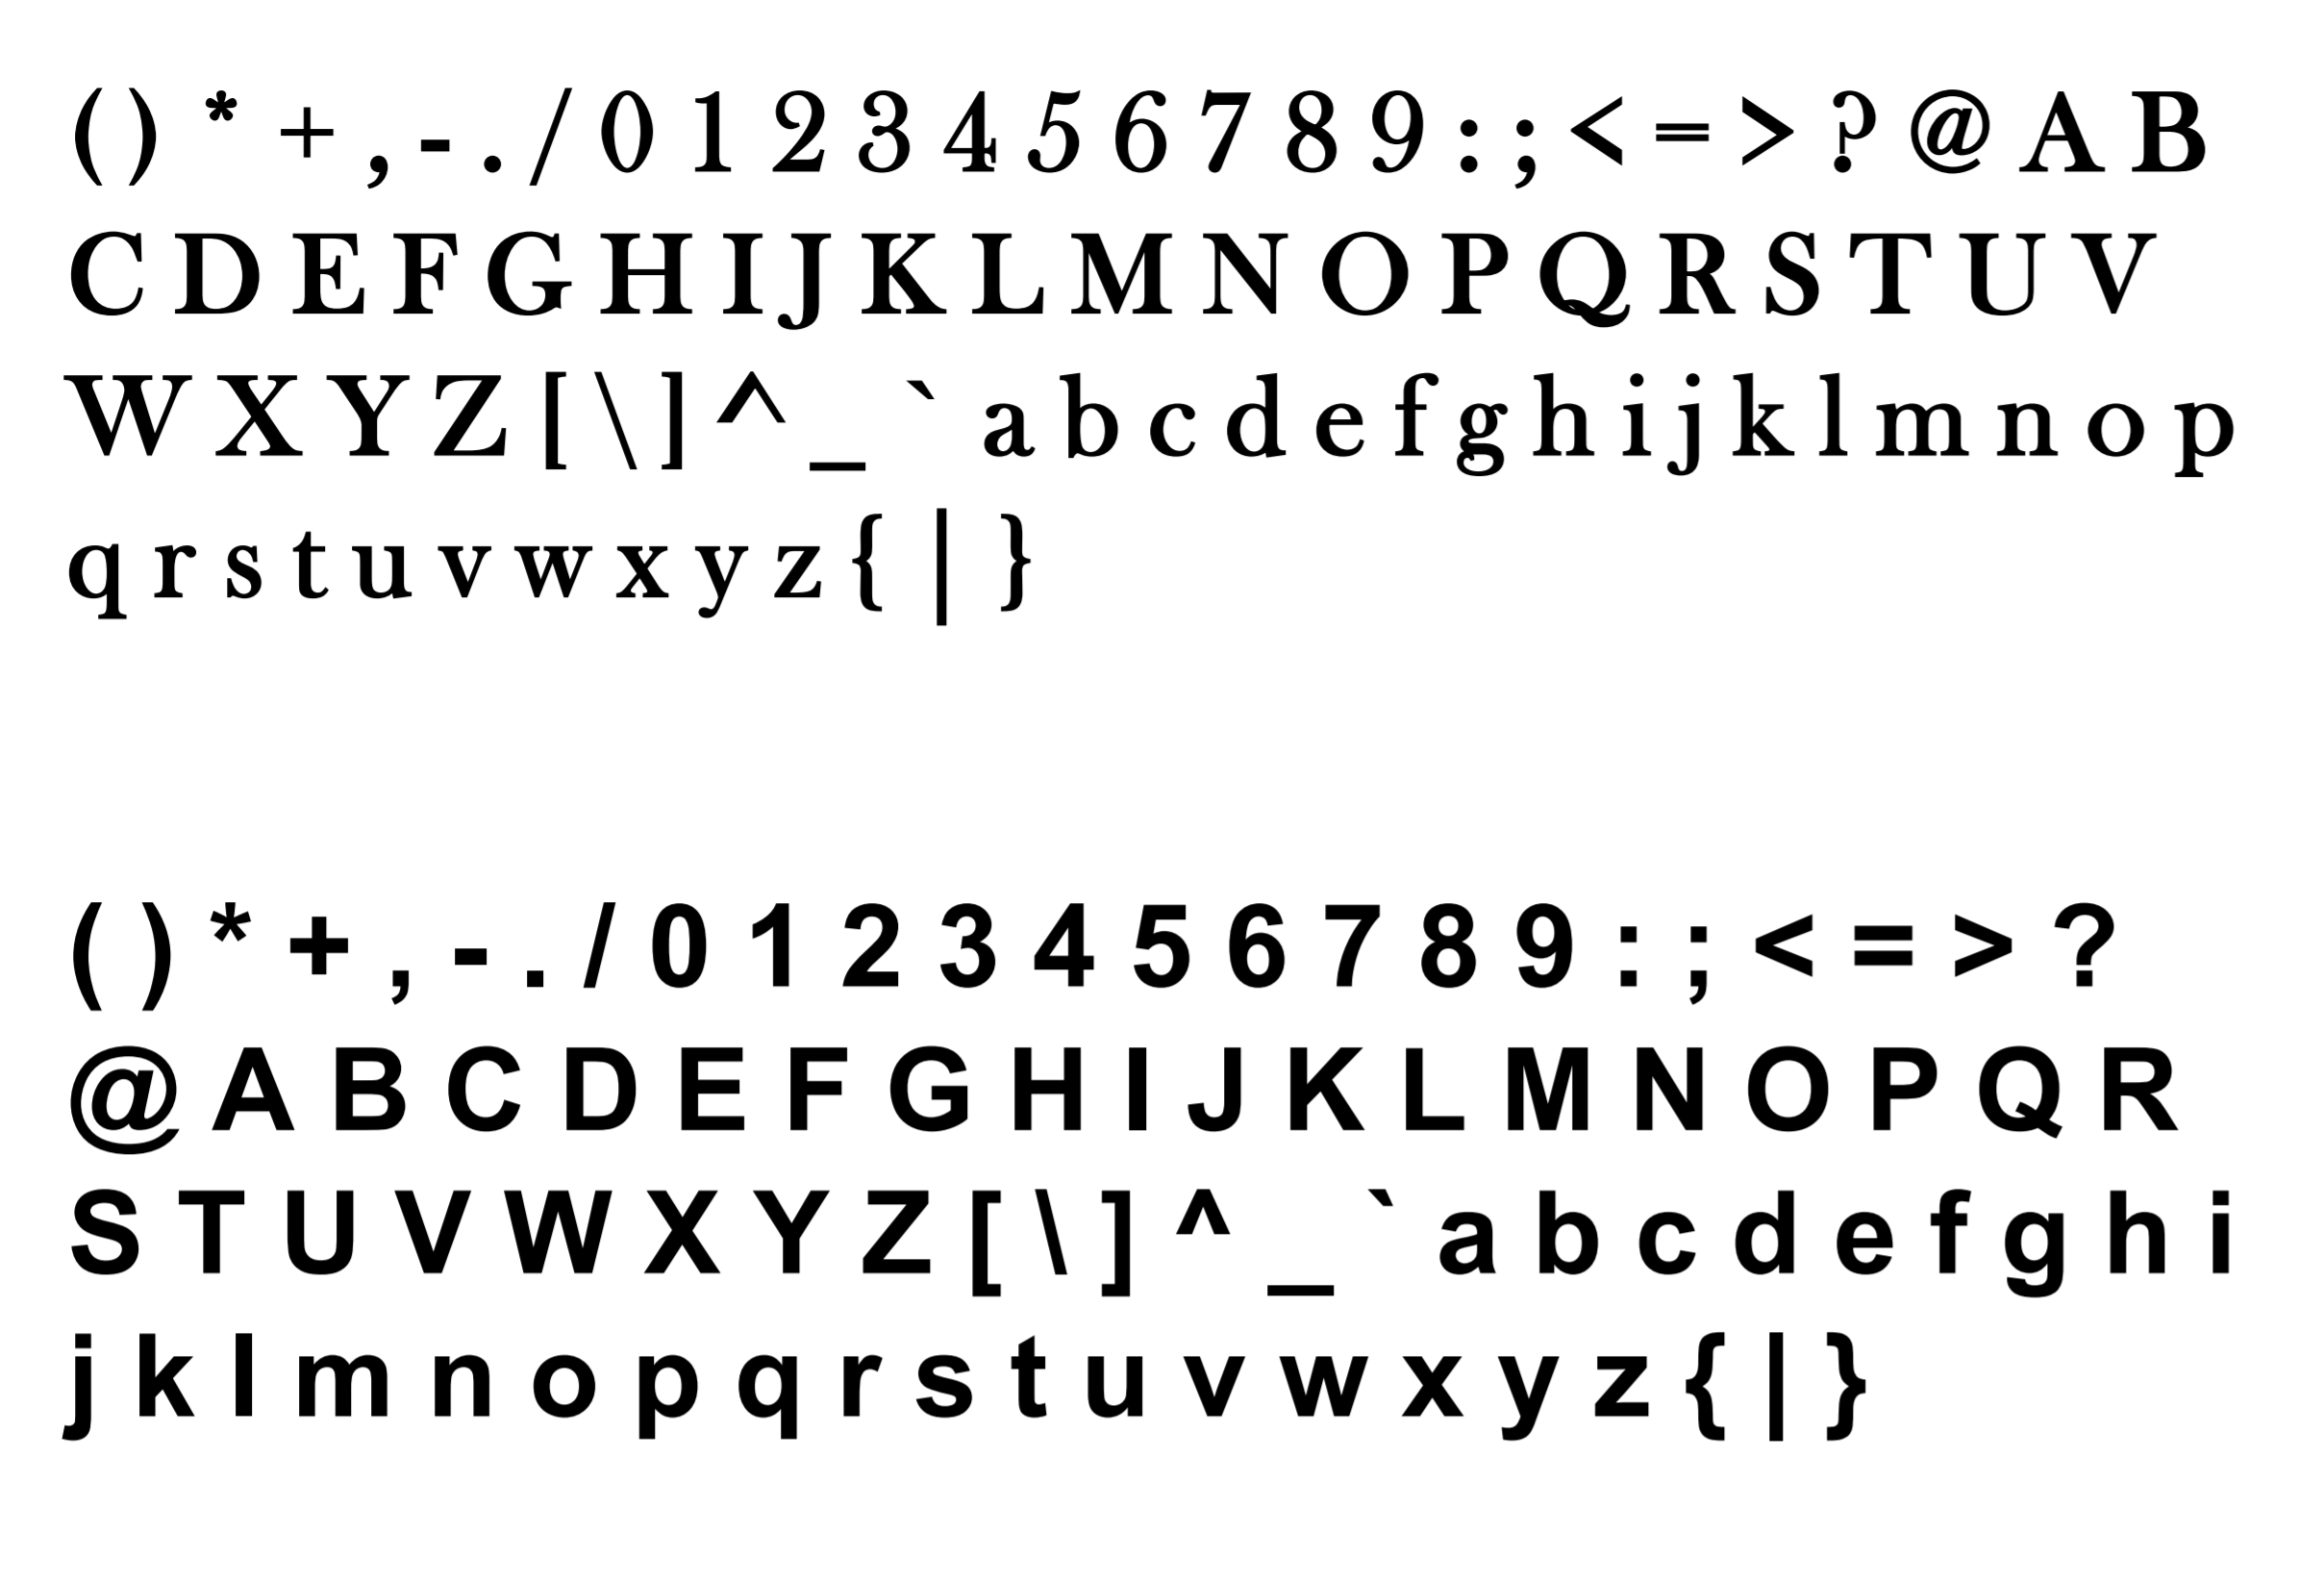 ( ) * + , - . / 0 1 2 3 4 5 6 7 8 9 : ; < = > ? @ A B
C D E F G H I J K L M N O P Q R S T U V
W X Y Z [ \ ] ^ _ ` a b c d e f g h i j k l m n o p
q r s t u v w x y z { | }
( ) * + , - . / 0 1 2 3 4 5 6 7 8 9 : ; < = > ?
@ A B C D E F G H I J K L M N O P Q R
S T U V W X Y Z [ \ ] ^ _ ` a b c d e f g h i
j k l m n o p q r s t u v w x y z { | }